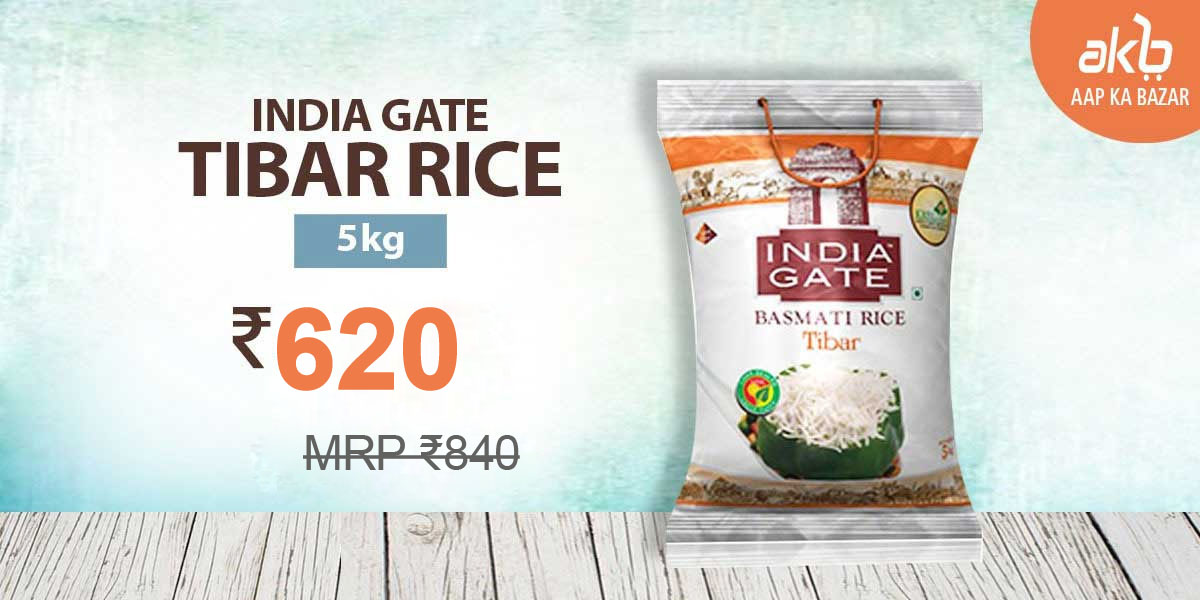 INDIA GATE
TIBAR RICE
5kg
₹620
MRP ₹840
akb
AAP KA BAZAR
INDIA
GATE
BASMATI RICE
Tibar